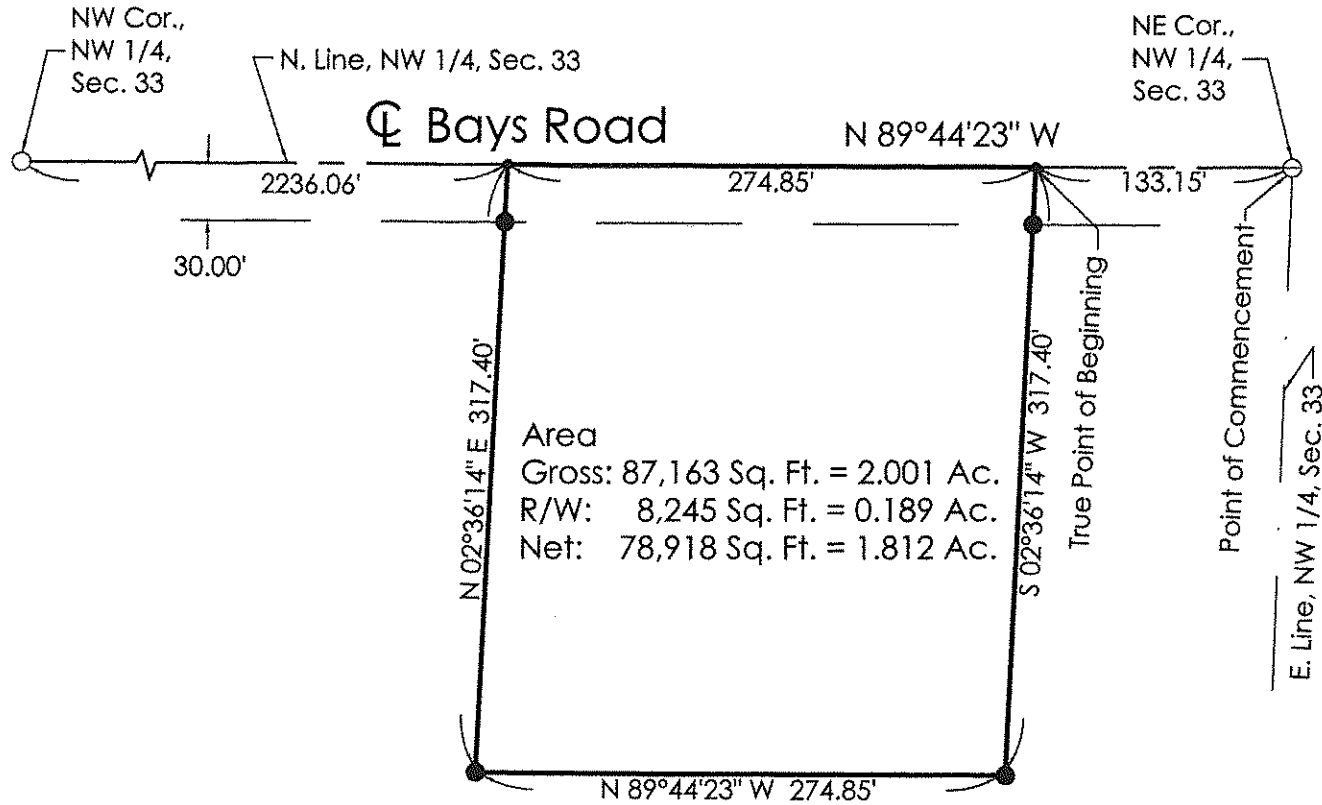 NW Cor.,
NW 1/4,
Sec. 33
N. Line, NW 1/4, Sec. 33
℄ Bays Road
N 89°44'23" W
NE Cor.,
NW 1/4,
Sec. 33
2236.06'
274.85'
133.15'
30.00'
N 02°36'14" E 317.40'
Area
Gross: 87,163 Sq. Ft. = 2.001 Ac.
R/W: 8,245 Sq. Ft. = 0.189 Ac.
Net: 78,918 Sq. Ft. = 1.812 Ac.
S 02°36'14" W 317.40'
True Point of Beginning
Point of Commencement
E. Line, NW 1/4, Sec. 33
N 89°44'23" W 274.85'